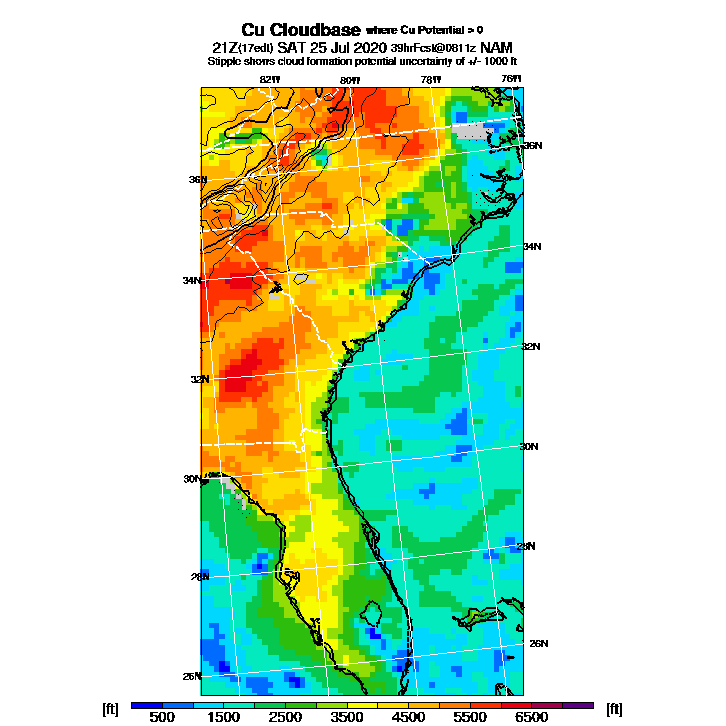 Cu Cloudbase where Cu Potential > 0
21Z(17edt) SAT 25 Jul 2020 39hrFcst@0811z NAM
Stipple shows cloud formation potential uncertainty of +/- 1000 ft
82W 80W 78W 76W
36N
36N
34N
34N
32N
32N
30N
30N
28N
28N
26N
26N
[ft] 500 1500 2500 3500 4500 5500 6500 [ft]